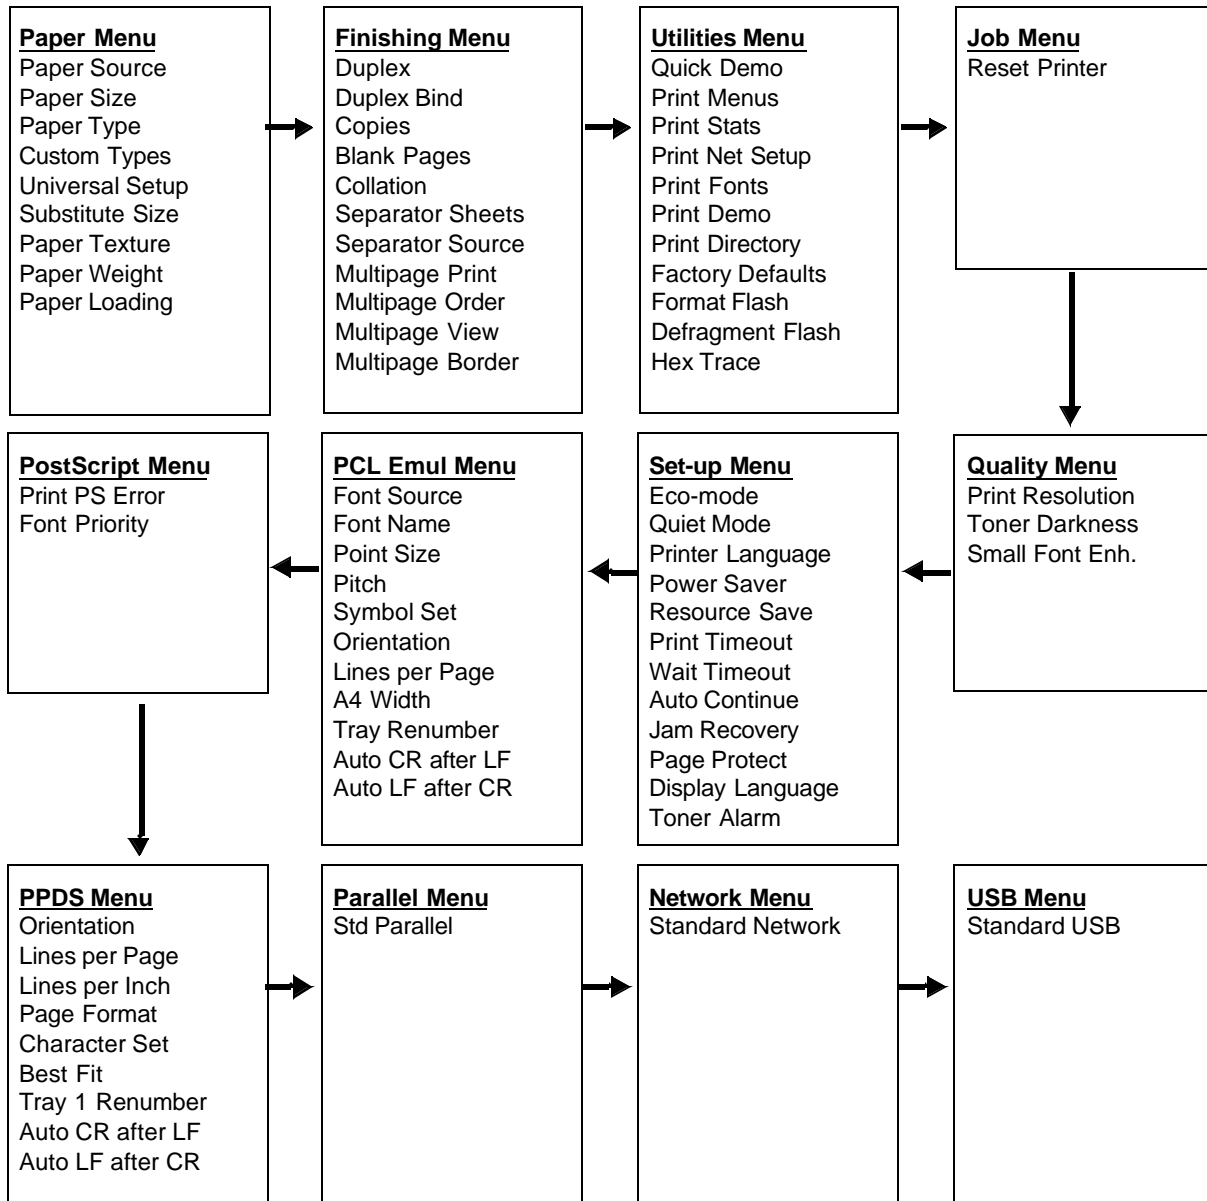 Paper Menu
Paper Source
Paper Size
Paper Type
Custom Types
Universal Setup
Substitute Size
Paper Texture
Paper Weight
Paper Loading
Finishing Menu
Duplex
Duplex Bind
Copies
Blank Pages
Collation
Separator Sheets
Separator Source
Multipage Print
Multipage Order
Multipage View
Multipage Border
Utilities Menu
Quick Demo
Print Menus
Print Stats
Print Net Setup
Print Fonts
Print Demo
Print Directory
Factory Defaults
Format Flash
Defragment Flash
Hex Trace
Job Menu
Reset Printer
Quality Menu
Print Resolution
Toner Darkness
Small Font Enh.
Set-up Menu
Eco-mode
Quiet Mode
Printer Language
Power Saver
Resource Save
Print Timeout
Wait Timeout
Auto Continue
Jam Recovery
Page Protect
Display Language
Toner Alarm
PCL Emul Menu
Font Source
Font Name
Point Size
Pitch
Symbol Set
Orientation
Lines per Page
A4 Width
Tray Renumber
Auto CR after LF
Auto LF after CR
PostScript Menu
Print PS Error
Font Priority
PPDS Menu
Orientation
Lines per Page
Lines per Inch
Page Format
Character Set
Best Fit
Tray 1 Renumber
Auto CR after LF
Auto LF after CR
Parallel Menu
Std Parallel
Network Menu
Standard Network
USB Menu
Standard USB